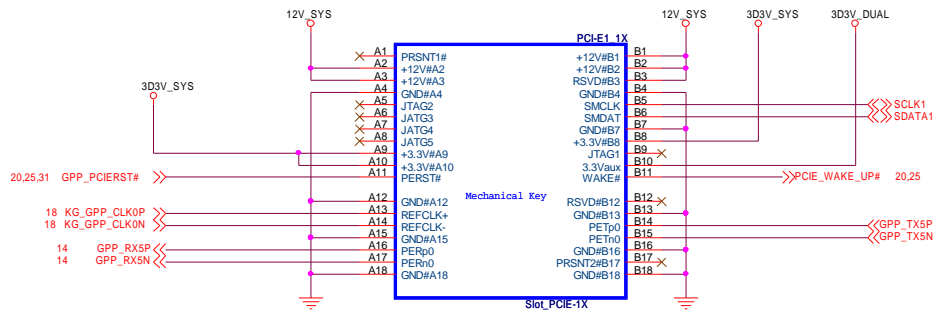 12V_SYS 12V_SYS 3D3V_SYS 3D3V_DUAL
PCI-E1_1X
A1 PRSNT1# +12V#B1 B1
A2 +12V#A2 +12V#B2 B2
A3 +12V#A3 RSVD#B3 B3
3D3V_SYS A4 GND#A4 GND#B4 B4
A5 JTAG2 SMCLK B5 SCLK1
A6 JATG3 SMDAT B6 SDATA1
A7 JATG4 GND#B7 B7
A8 JATG5 +3.3V#B8 B8
A9 +3.3V#A9 JTAG1 B9
A10 +3.3V#A10 3.3Vaux B10
20,25,31 GPP_PCIERST# A11 PERST# WAKE# B11 PCIE_WAKE_UP# 20,25
Mechanical Key
A12 GND#A12 RSVD#B12 B12
18 KG_GPP_CLK0P A13 REFCLK+ GND#B13 B13
18 KG_GPP_CLK0N A14 REFCLK- PETp0 B14 GPP_TX5P
A15 GND#A15 PETn0 B15 GPP_TX5N
14 GPP_RX5P A16 PERp0 GND#B16 B16
14 GPP_RX5N A17 PERn0 PRSNT2#B17 B17
A18 GND#A18 GND#B18 B18
Slot_PCIE-1X